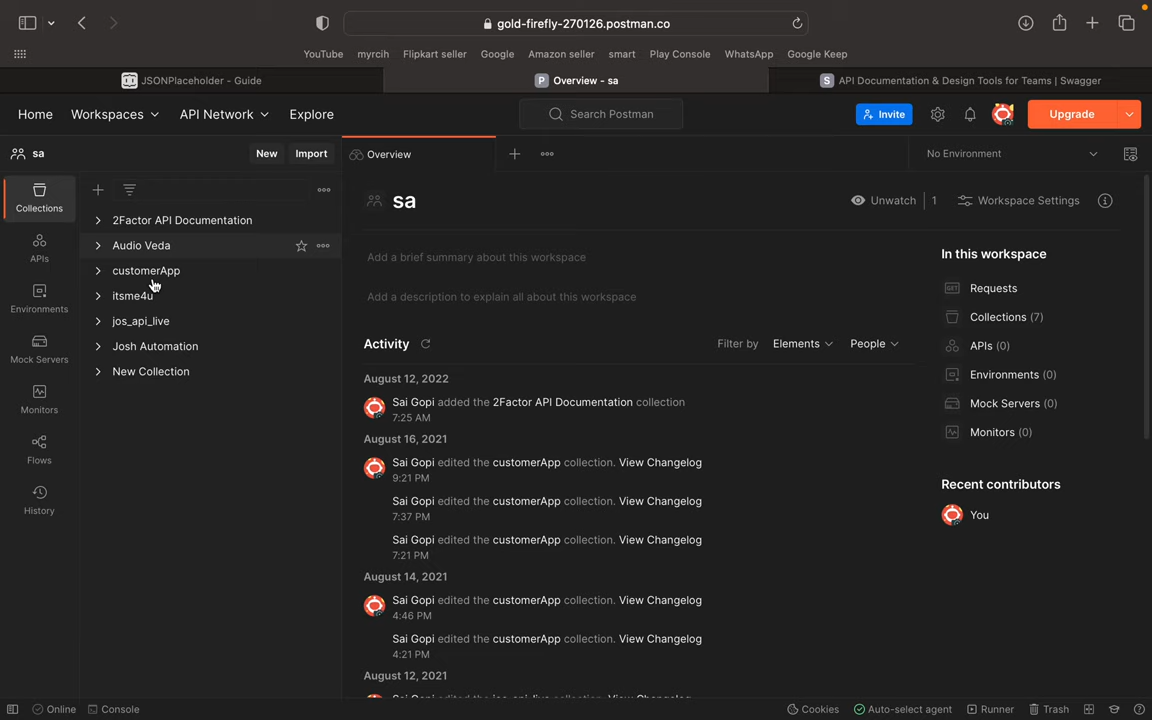 gold-firefly-270126.postman.co
YouTube myrcih Flipkart seller Google Amazon seller smart Play Console WhatsApp Google Keep
JSONPlaceholder - Guide
Overview - sa
API Documentation & Design Tools for Teams | Swagger
Home Workspaces API Network Explore
Search Postman
Invite
Upgrade
sa
New Import
Overview
No Environment
Collections
APIs
Environments
Mock Servers
Monitors
Flows
History
2Factor API Documentation
Audio Veda
customerApp
itsme4u
jos_api_live
Josh Automation
New Collection
sa
Unwatch 1 Workspace Settings
Add a brief summary about this workspace
Add a description to explain all about this workspace
Activity
Filter by Elements People
August 12, 2022
Sai Gopi added the 2Factor API Documentation collection
7:25 AM
August 16, 2021
Sai Gopi edited the customerApp collection. View Changelog
9:21 PM
Sai Gopi edited the customerApp collection. View Changelog
7:37 PM
Sai Gopi edited the customerApp collection. View Changelog
7:21 PM
August 14, 2021
Sai Gopi edited the customerApp collection. View Changelog
4:46 PM
Sai Gopi edited the customerApp collection. View Changelog
4:21 PM
August 12, 2021
Sai Gopi edited the jos_api_live collection. View Changelog
In this workspace
GET Requests
Collections (7)
APIs (0)
Environments (0)
Mock Servers (0)
Monitors (0)
Recent contributors
You
Online Console
Cookies Auto-select agent Runner Trash